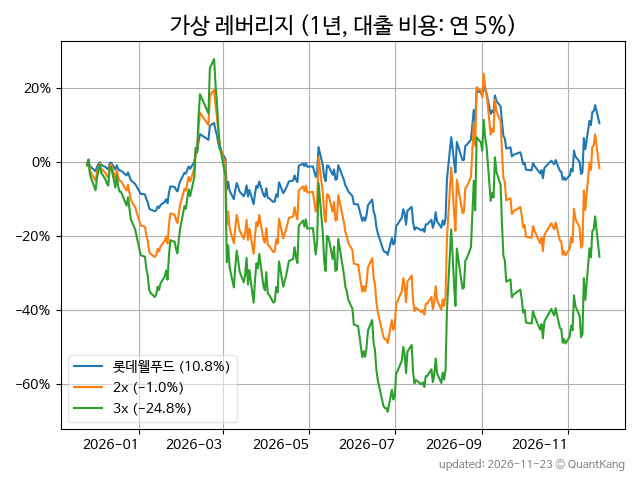 가상 레버리지 (1년, 대출 비용: 연 5%)
20%
0%
−20%
−40%
−60%
롯데웰푸드 (10.8%)
2x (−1.0%)
3x (−24.8%)
2026−01 2026−03 2026−05 2026−07 2026−09 2026−11
updated: 2026-11-23 © QuantKang